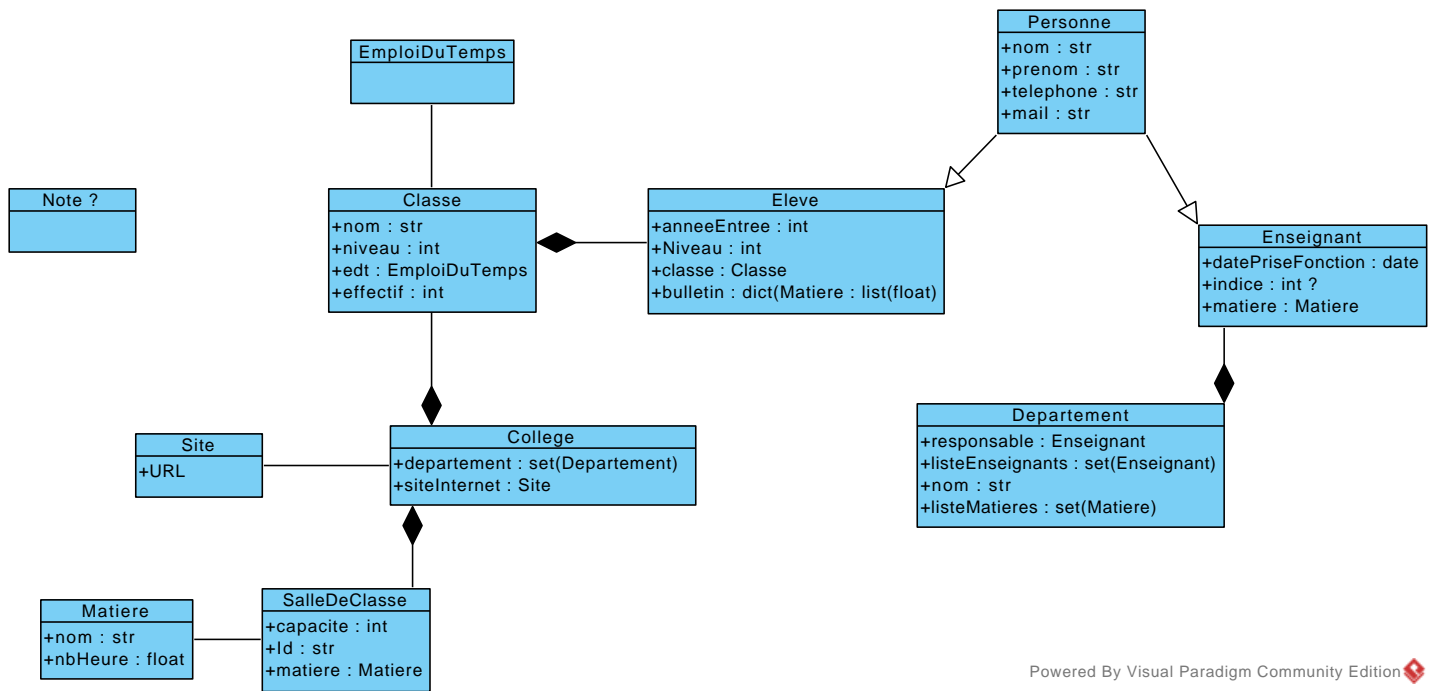 Personne
+nom : str
+prenom : str
+telephone : str
+mail : str
EmploiDuTemps
Note ?
Classe
+nom : str
+niveau : int
+edt : EmploiDuTemps
+effectif : int
Eleve
+anneeEntree : int
+Niveau : int
+classe : Classe
+bulletin : dict(Matiere : list(float)
Enseignant
+datePriseFonction : date
+indice : int ?
+matiere : Matiere
Departement
+responsable : Enseignant
+listeEnseignants : set(Enseignant)
+nom : str
+listeMatieres : set(Matiere)
Site
+URL
College
+departement : set(Departement)
+siteInternet : Site
Matiere
+nom : str
+nbHeure : float
SalleDeClasse
+capacite : int
+Id : str
+matiere : Matiere
Powered By Visual Paradigm Community Edition